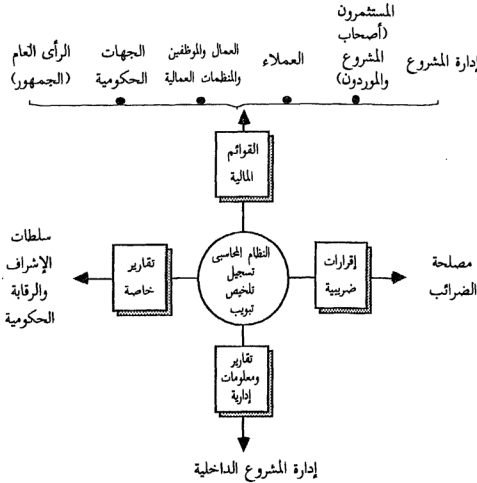 المستثمرون
(أصحاب
المشروع
والموردون)
إدارة المشروع
العملاء
العمال والموظفين
والمنظمات العمالية
الجهات
الحكومية
الرأى العام
(الجمهور)
القوائم
المالية
النظام المحاسبى
تسجيل
تلخيص
تبويب
إقرارات
ضريبية
مصلحة
الضرائب
تقارير
خاصة
سلطات
الإشراف
والرقابة
الحكومية
تقارير
ومعلومات
إدارية
إدارة المشروع الداخلية